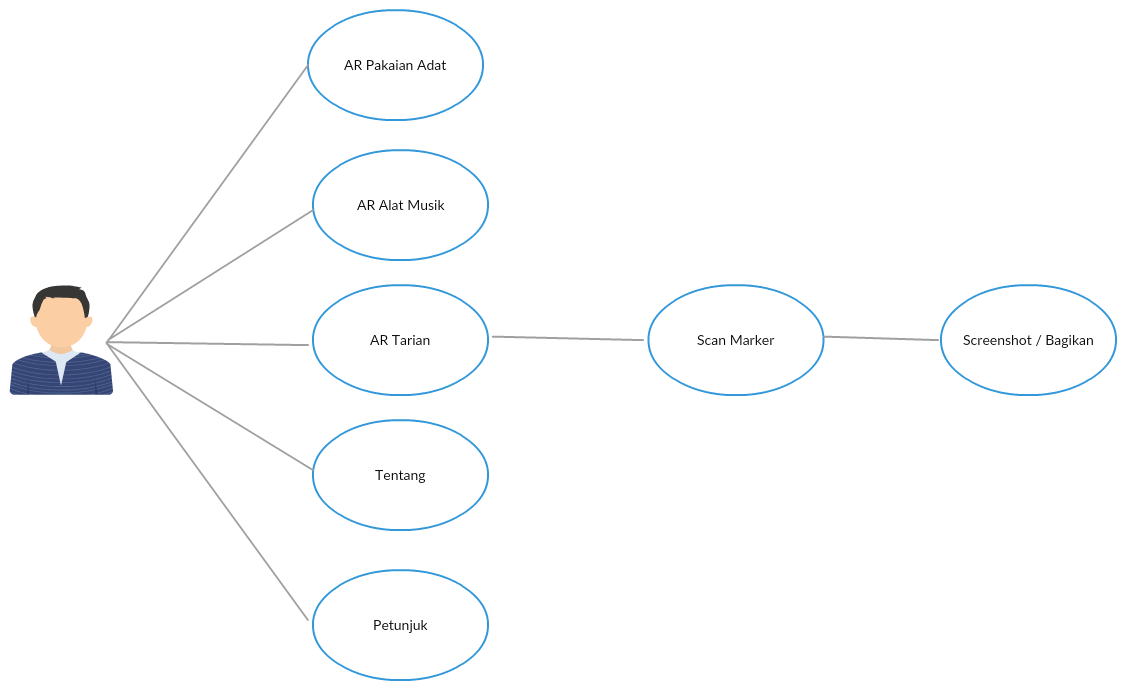 AR Pakaian Adat
AR Alat Musik
AR Tarian
Scan Marker
Screenshot / Bagikan
Tentang
Petunjuk